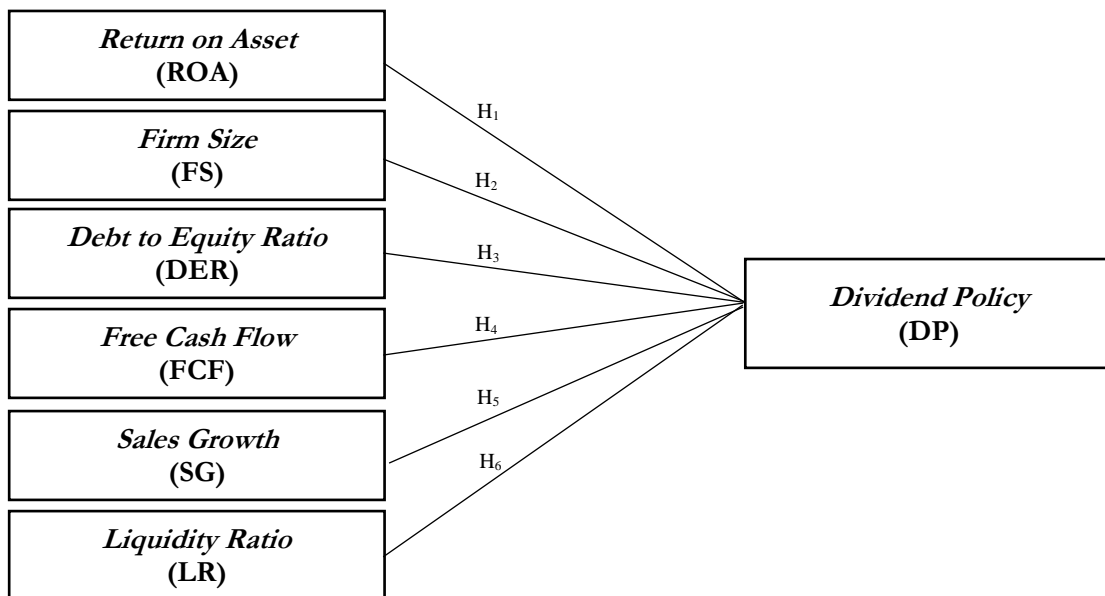 Return on Asset
(ROA)
H1
Firm Size
(FS)
H2
Debt to Equity Ratio
(DER)
H3
Dividend Policy
(DP)
Free Cash Flow
(FCF)
H4
Sales Growth
(SG)
H5
H6
Liquidity Ratio
(LR)